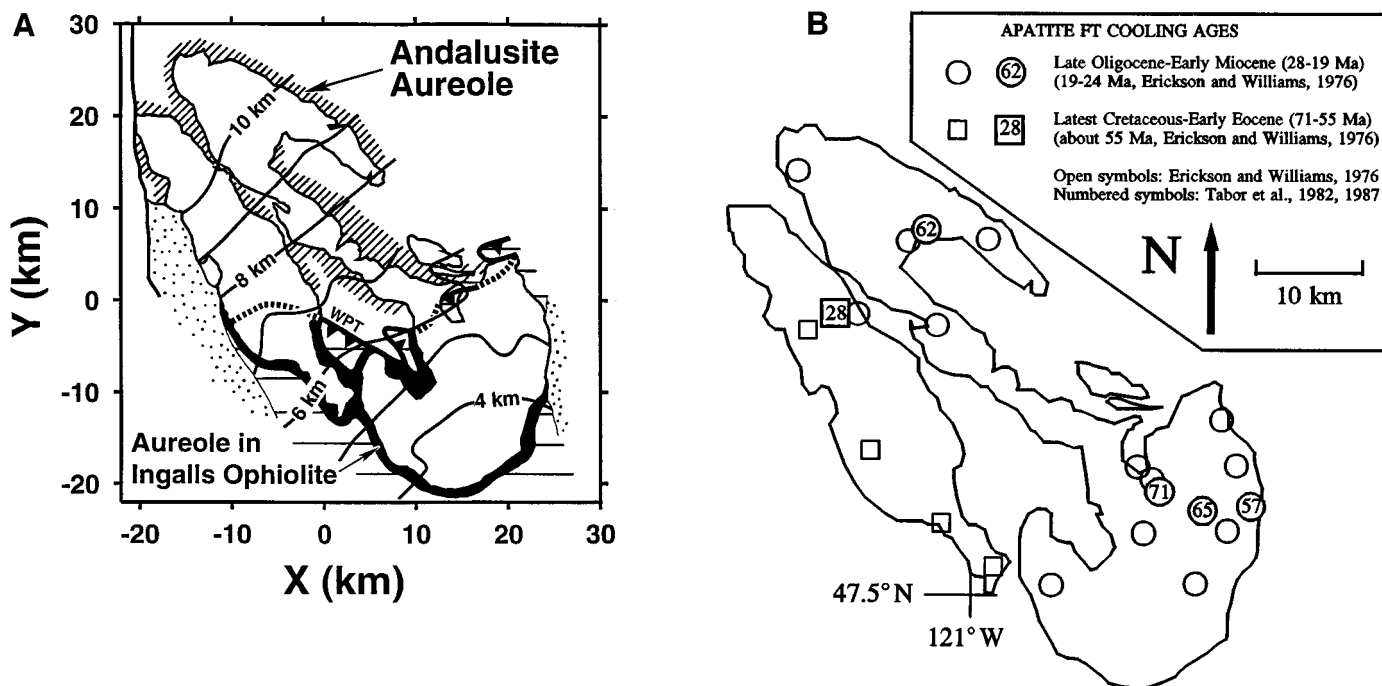 A
30
20
10
0
-10
-20
Y (km)
Andalusite
Aureole
10 km
8 km
WPT
6 km
4 km
Aureole in
Ingalls Ophiolite
-20
-10
0
10
20
30
X (km)
B
APATITE FT COOLING AGES
62
Late Oligocene-Early Miocene (28-19 Ma)
(19-24 Ma, Erickson and Williams, 1976)
28
Latest Cretaceous-Early Eocene (71-55 Ma)
(about 55 Ma, Erickson and Williams, 1976)
Open symbols: Erickson and Williams, 1976
Numbered symbols: Tabor et al., 1982, 1987
N
10 km
62
28
71
65
57
47.5° N
121° W